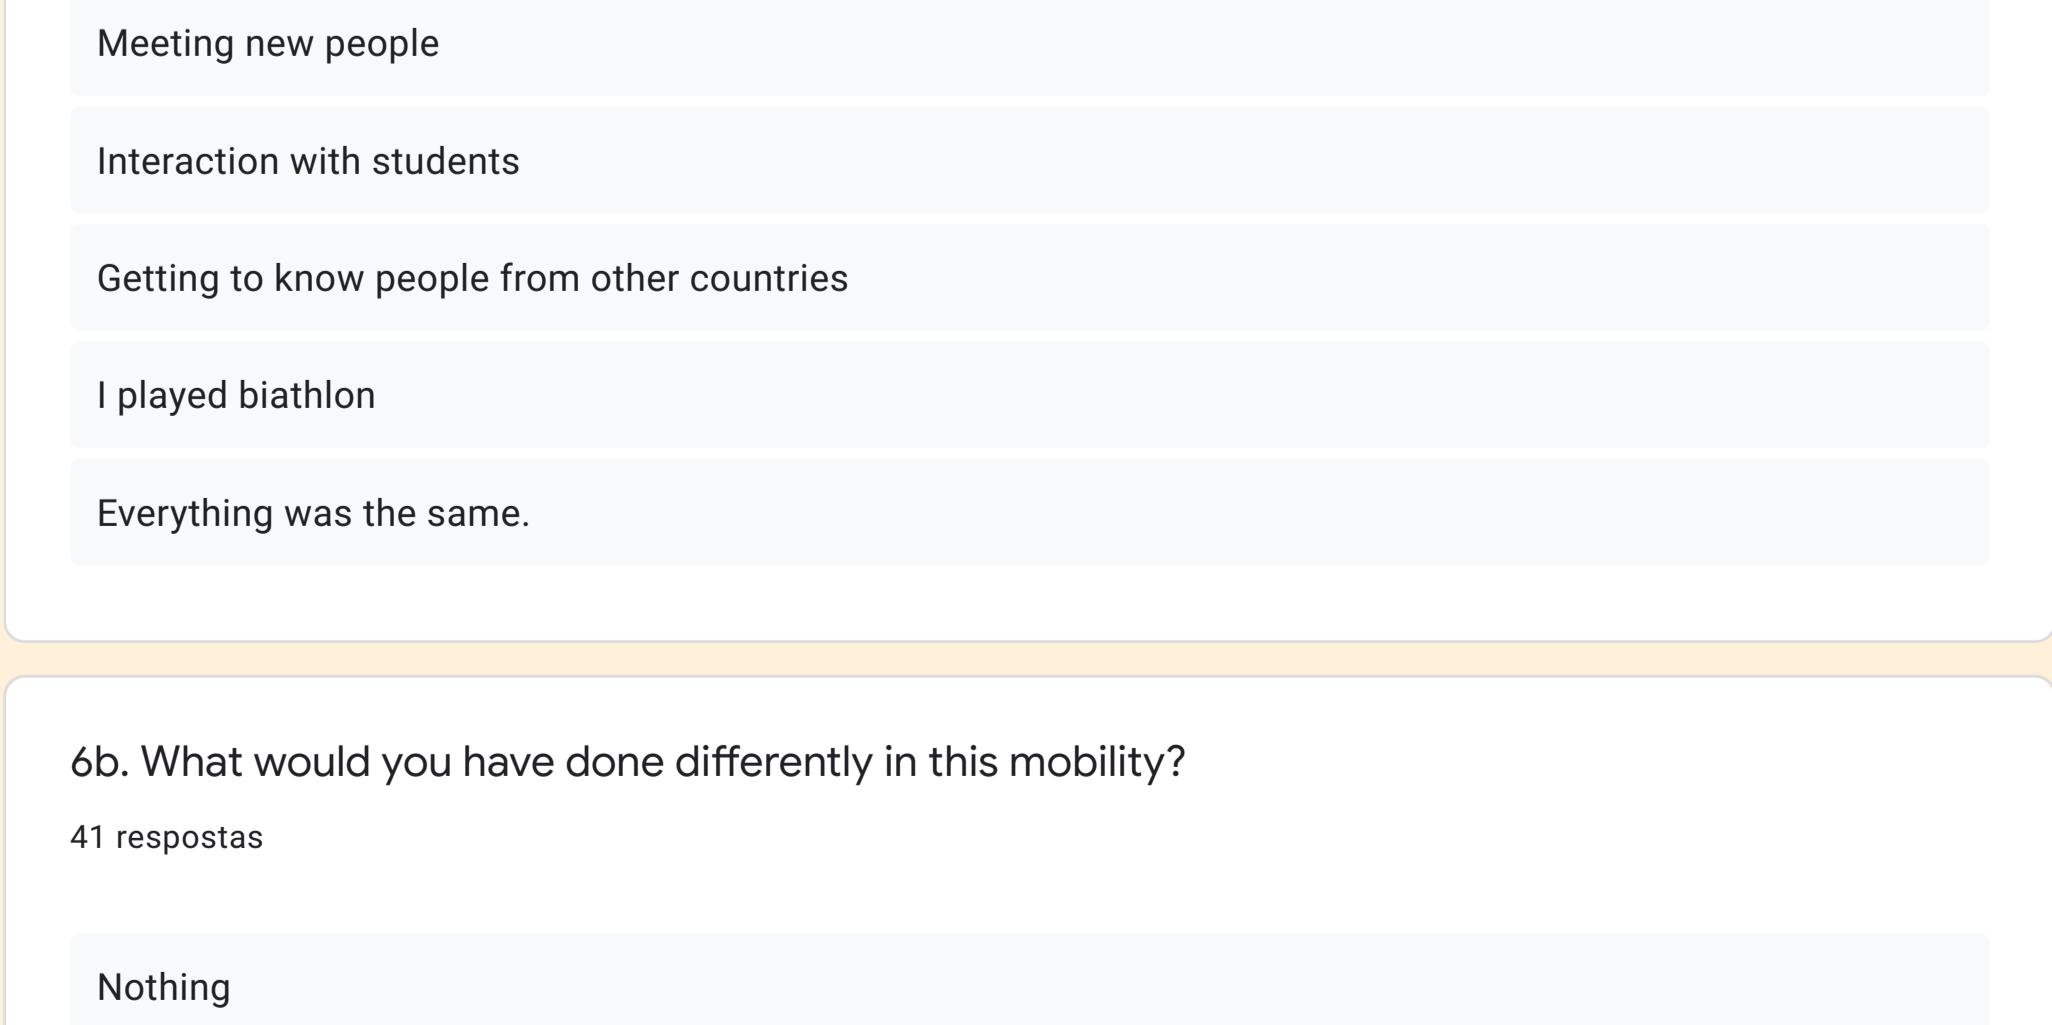 Meeting new people
Interaction with students
Getting to know people from other countries
I played biathlon
Everything was the same.
6b. What would you have done differently in this mobility?
41 respostas
Nothing